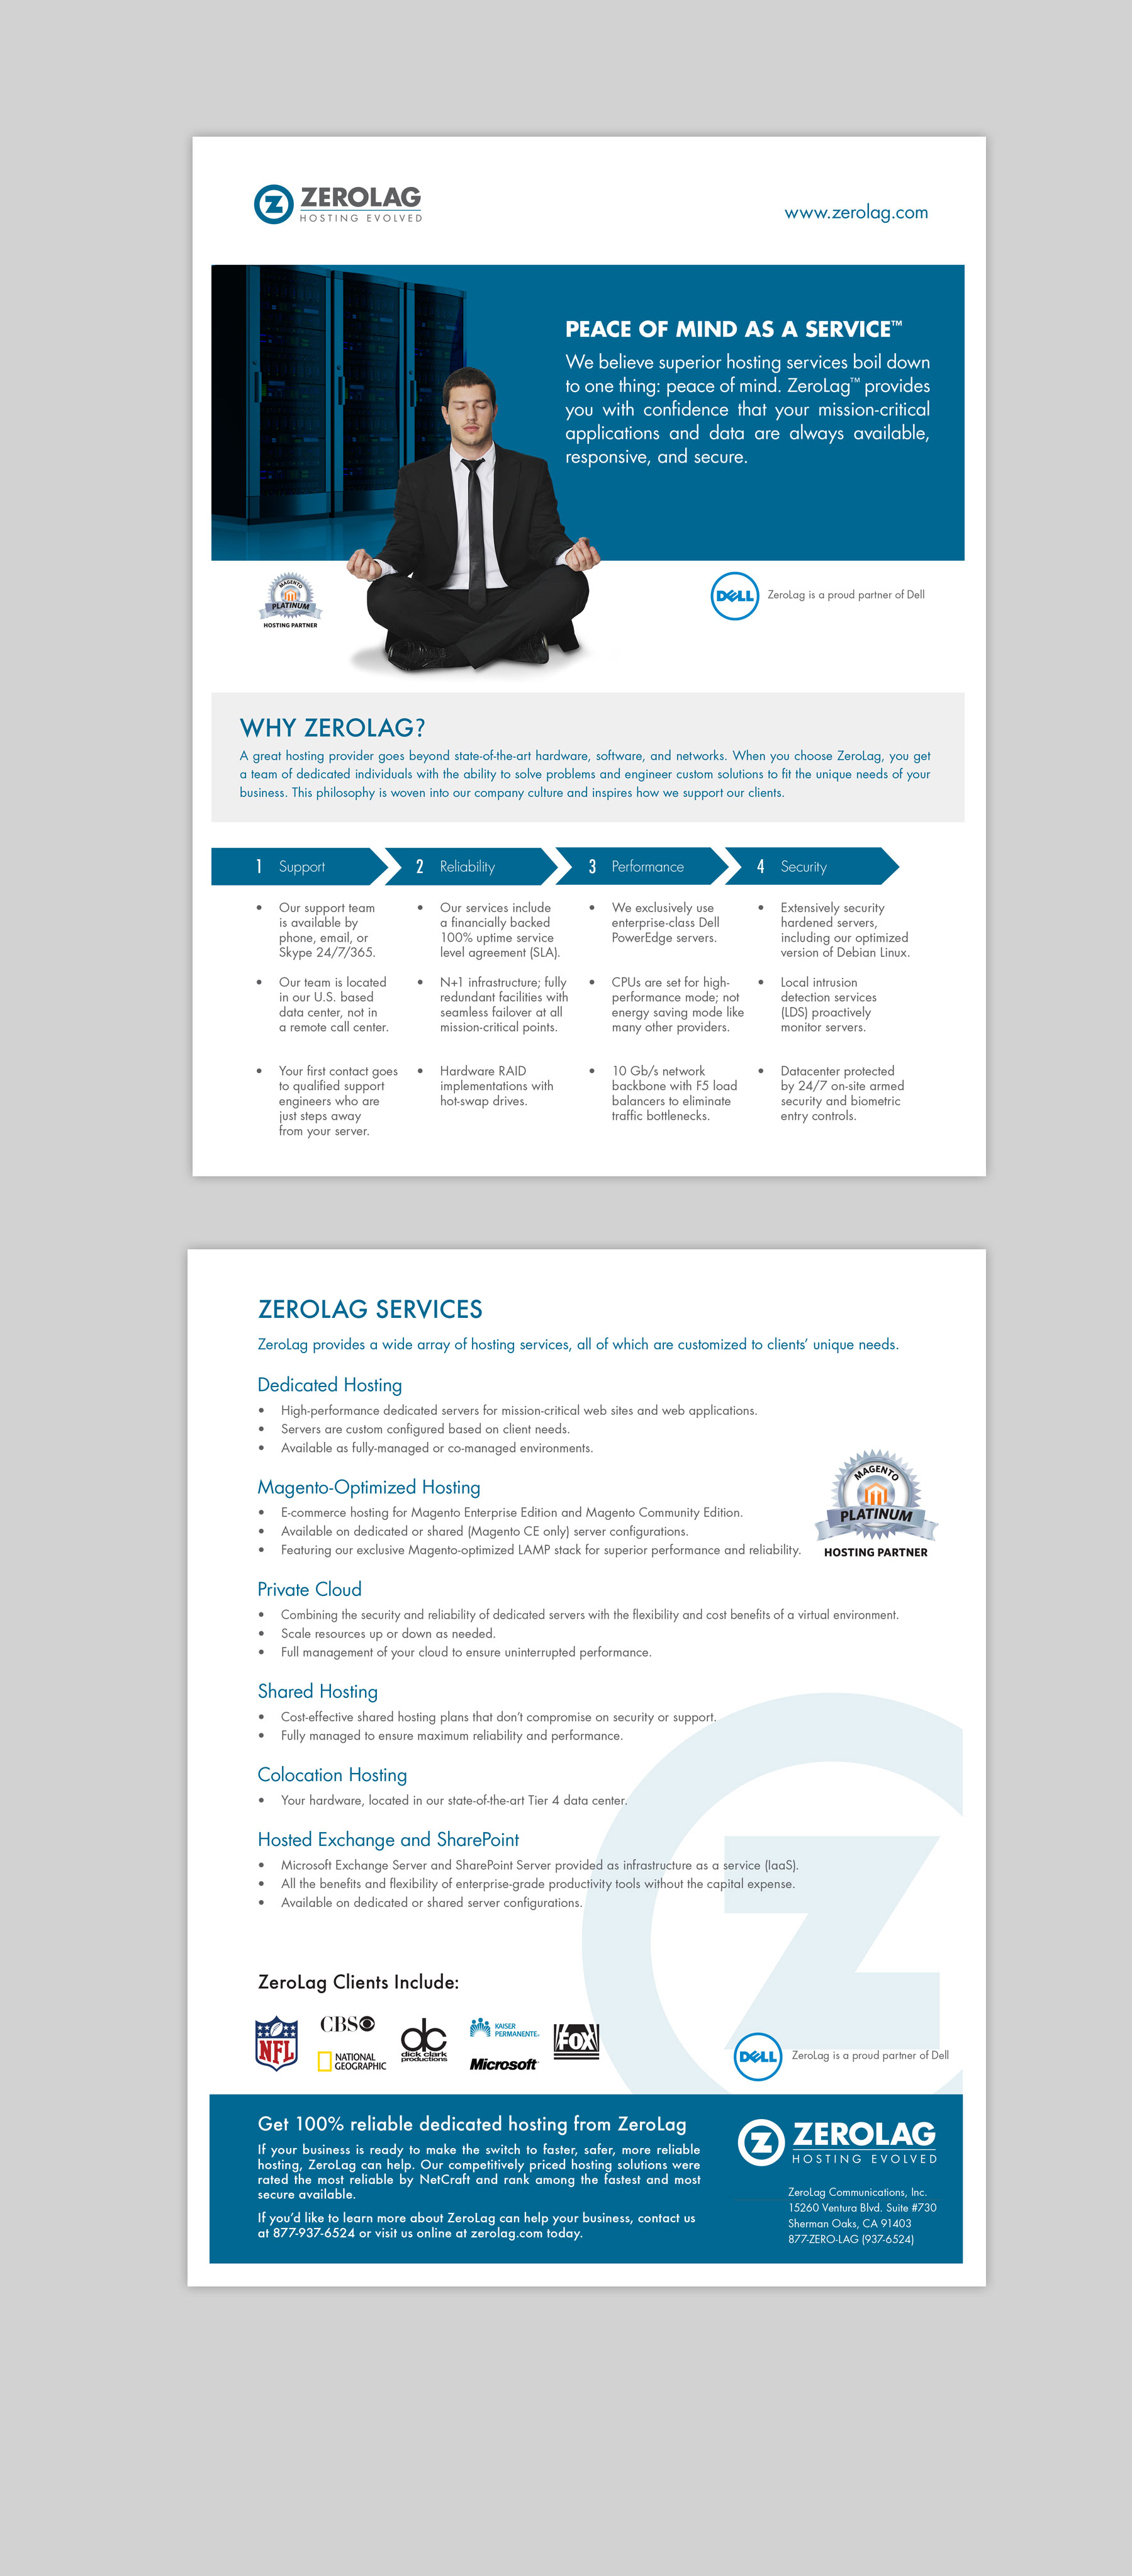 ZEROLAG
HOSTING EVOLVED
www.zerolag.com
PEACE OF MIND AS A SERVICE™
We believe superior hosting services boil down
to one thing: peace of mind. ZeroLag™ provides
you with confidence that your mission-critical
applications and data are always available,
responsive, and secure.
MAGENTO
PLATINUM
HOSTING PARTNER
DELL
ZeroLag is a proud partner of Dell
WHY ZEROLAG?
A great hosting provider goes beyond state-of-the-art hardware, software, and networks. When you choose ZeroLag, you get
a team of dedicated individuals with the ability to solve problems and engineer custom solutions to fit the unique needs of your
business. This philosophy is woven into our company culture and inspires how we support our clients.
1 Support
• Our support team
is available by
phone, email, or
Skype 24/7/365.
• Our team is located
in our U.S. based
data center, not in
a remote call center.
• Your first contact goes
to qualified support
engineers who are
just steps away
from your server.
2 Reliability
• Our services include
a financially backed
100% uptime service
level agreement (SLA).
• N+1 infrastructure; fully
redundant facilities with
seamless failover at all
mission-critical points.
• Hardware RAID
implementations with
hot-swap drives.
3 Performance
• We exclusively use
enterprise-class Dell
PowerEdge servers.
• CPUs are set for high-
performance mode; not
energy saving mode like
many other providers.
• 10 Gb/s network
backbone with F5 load
balancers to eliminate
traffic bottlenecks.
4 Security
• Extensively security
hardened servers,
including our optimized
version of Debian Linux.
• Local intrusion
detection services
(LDS) proactively
monitor servers.
• Datacenter protected
by 24/7 on-site armed
security and biometric
entry controls.
ZEROLAG SERVICES
ZeroLag provides a wide array of hosting services, all of which are customized to clients’ unique needs.
Dedicated Hosting
• High-performance dedicated servers for mission-critical web sites and web applications.
• Servers are custom configured based on client needs.
• Available as fully-managed or co-managed environments.
Magento-Optimized Hosting
• E-commerce hosting for Magento Enterprise Edition and Magento Community Edition.
• Available on dedicated or shared (Magento CE only) server configurations.
• Featuring our exclusive Magento-optimized LAMP stack for superior performance and reliability.
MAGENTO
PLATINUM
HOSTING PARTNER
Private Cloud
• Combining the security and reliability of dedicated servers with the flexibility and cost benefits of a virtual environment.
• Scale resources up or down as needed.
• Full management of your cloud to ensure uninterrupted performance.
Shared Hosting
• Cost-effective shared hosting plans that don’t compromise on security or support.
• Fully managed to ensure maximum reliability and performance.
Colocation Hosting
• Your hardware, located in our state-of-the-art Tier 4 data center.
Hosted Exchange and SharePoint
• Microsoft Exchange Server and SharePoint Server provided as infrastructure as a service (IaaS).
• All the benefits and flexibility of enterprise-grade productivity tools without the capital expense.
• Available on dedicated or shared server configurations.
ZeroLag Clients Include:
NFL
CBS
NATIONAL
GEOGRAPHIC
dc
dick clark
productions
KAISER
PERMANENTE.
Microsoft
FOX
DELL
ZeroLag is a proud partner of Dell
Get 100% reliable dedicated hosting from ZeroLag
If your business is ready to make the switch to faster, safer, more reliable
hosting, ZeroLag can help. Our competitively priced hosting solutions were
rated the most reliable by NetCraft and rank among the fastest and most
secure available.
If you’d like to learn more about ZeroLag can help your business, contact us
at 877-937-6524 or visit us online at zerolag.com today.
ZEROLAG
HOSTING EVOLVED
ZeroLag Communications, Inc.
15260 Ventura Blvd. Suite #730
Sherman Oaks, CA 91403
877-ZERO-LAG (937-6524)